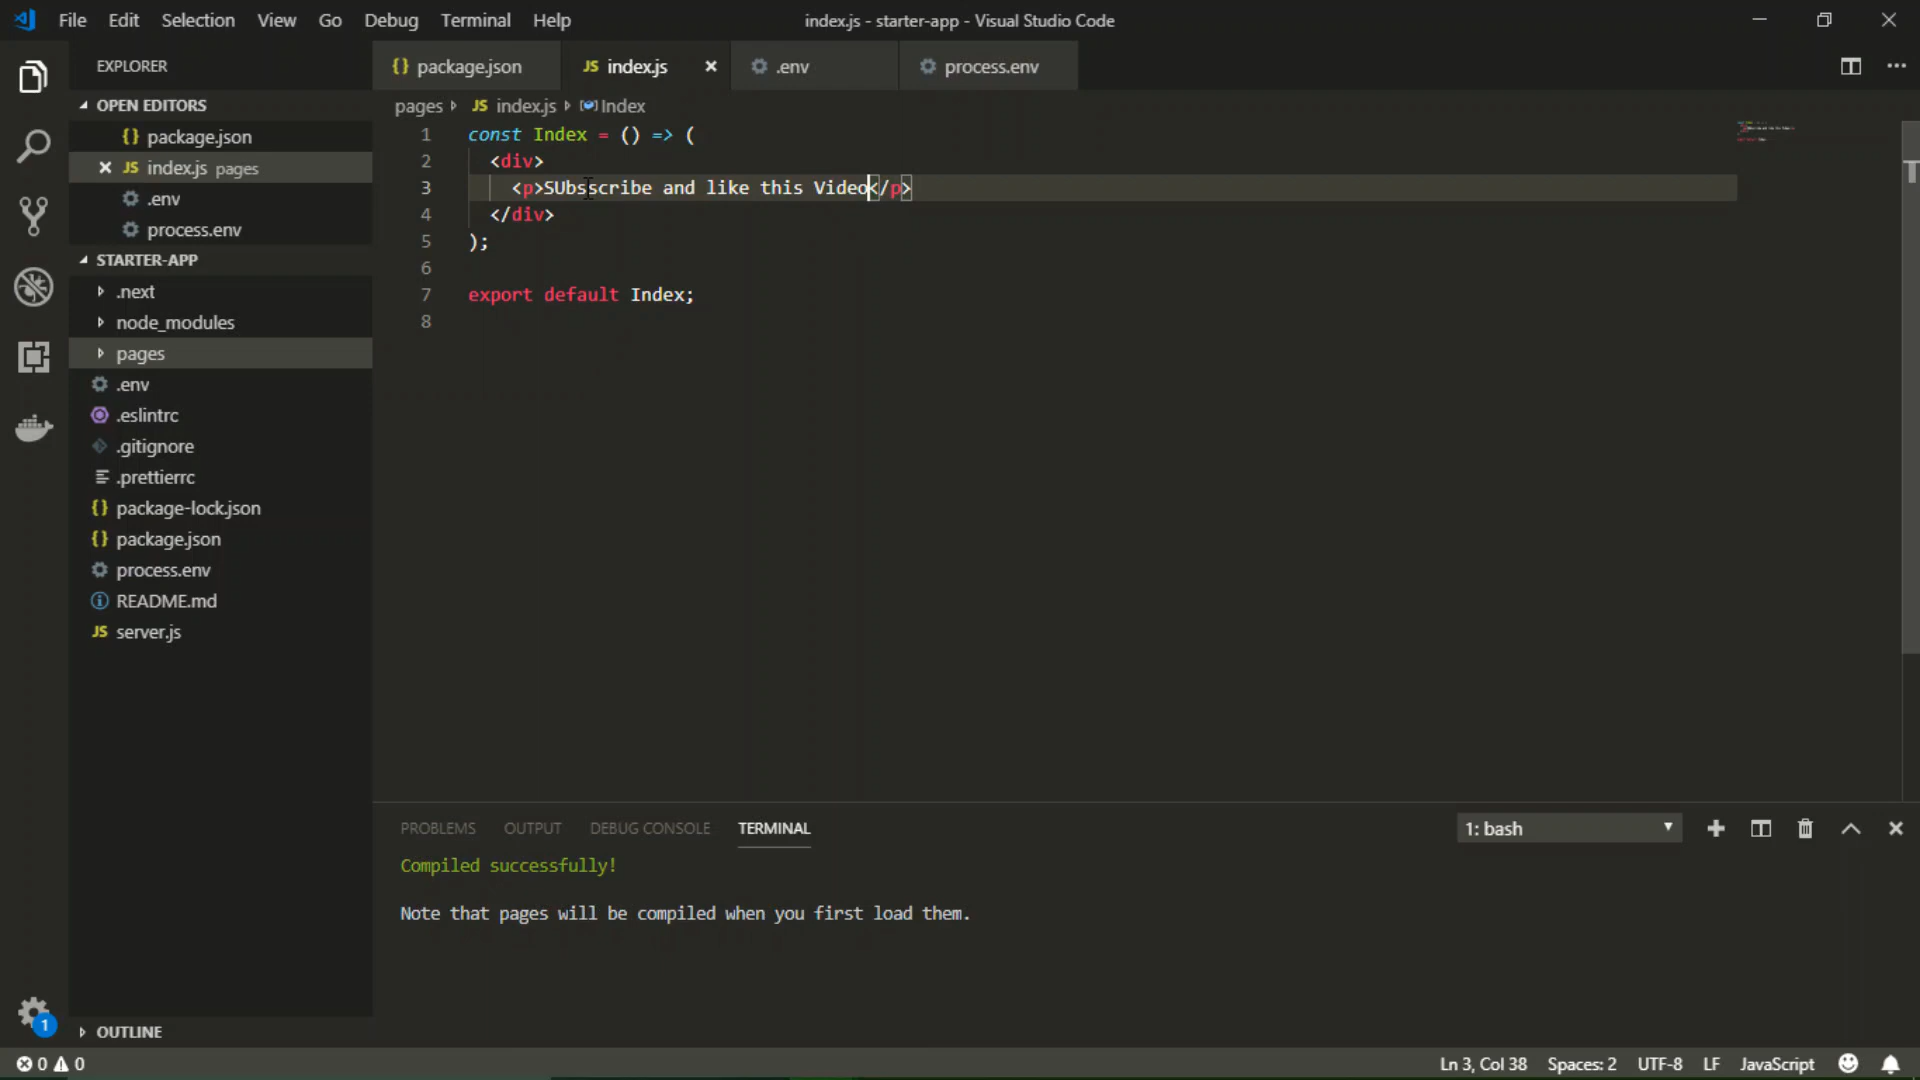 File Edit Selection View Go Debug Terminal Help
index.js - starter-app - Visual Studio Code
EXPLORER
OPEN EDITORS
package.json
index.js pages
.env
process.env
STARTER-APP
.next
node_modules
pages
.env
.eslintrc
.gitignore
.prettierrc
package-lock.json
package.json
process.env
README.md
JS server.js
OUTLINE
1
{} package.json
JS index.js
.env
process.env
pages JS index.js Index
1 const Index = () => (
2 <div>
3 <p>SUbsscribe and like this Video</p>
4 </div>
5 );
6
7 export default Index;
8
PROBLEMS OUTPUT DEBUG CONSOLE TERMINAL
1: bash
Compiled successfully!
Note that pages will be compiled when you first load them.
0 0
Ln 3, Col 38 Spaces: 2 UTF-8 LF JavaScript